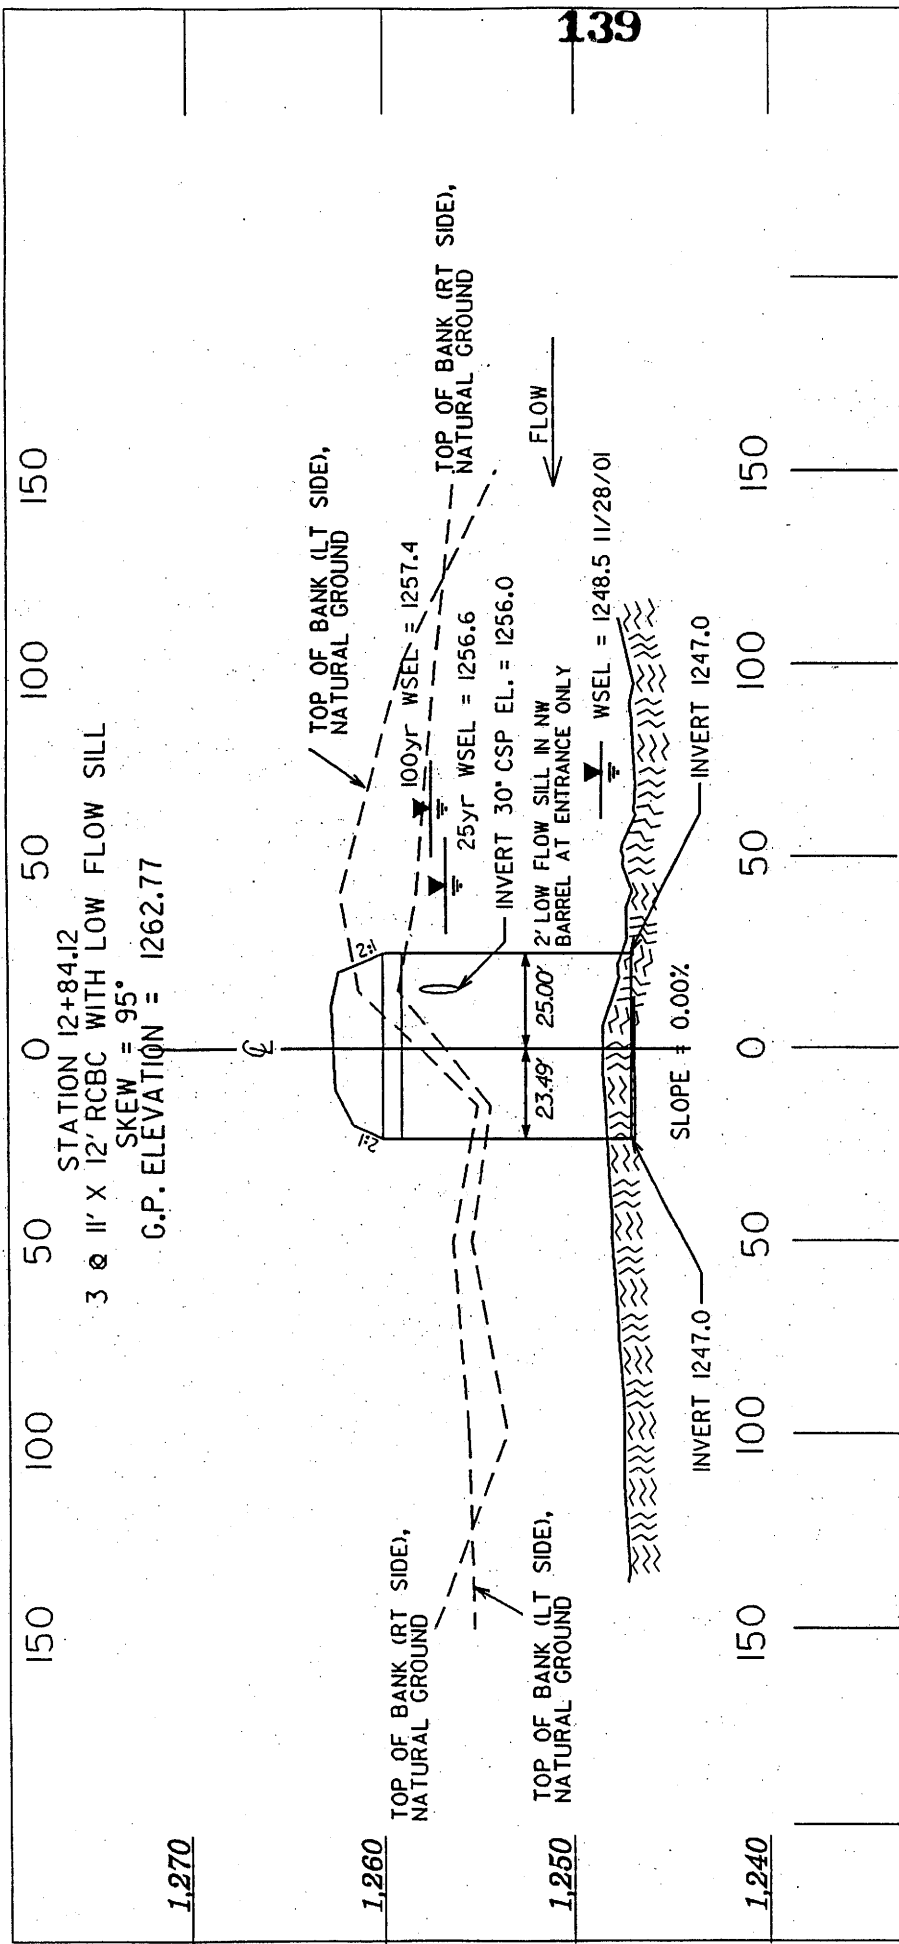 139
STATION 12+84.12
3 @ 11' X 12' RCBC WITH LOW FLOW SILL
SKEW = 95°
G.P. ELEVATION = 1262.77
150 100 50 0 50 100 150
1,270
1,260
1,250
1,240
TOP OF BANK (LT SIDE),
NATURAL GROUND
TOP OF BANK (RT SIDE),
NATURAL GROUND
100yr WSEL = 1257.4
25yr WSEL = 1256.6
INVERT 30" CSP EL. = 1256.0
2' LOW FLOW SILL IN NW
BARREL AT ENTRANCE ONLY
FLOW
WSEL = 1248.5 11/28/01
2:1
2:1
23.49'
25.00'
TOP OF BANK (RT SIDE),
NATURAL GROUND
TOP OF BANK (LT SIDE),
NATURAL GROUND
INVERT 1247.0
SLOPE = 0.00%
INVERT 1247.0
150 100 50 0 50 100 150